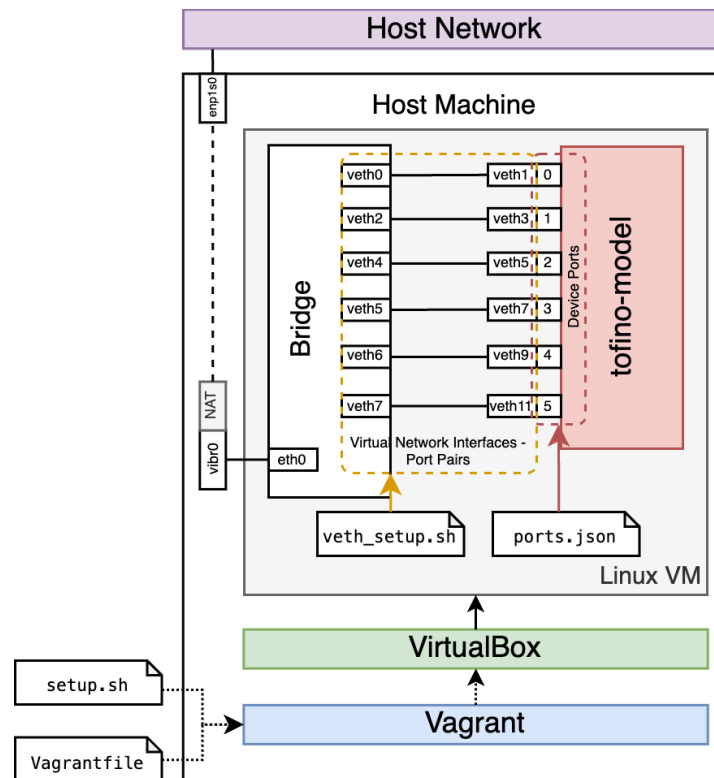 Host Network
enp1s0
Host Machine
veth0
veth1
0
veth2
veth3
1
veth4
veth5
2
veth5
veth7
3
veth6
veth9
4
veth7
veth11
5
Bridge
Device Ports
tofino-model
NAT
vibr0
eth0
Virtual Network Interfaces -
Port Pairs
veth_setup.sh
ports.json
Linux VM
VirtualBox
setup.sh
Vagrant
Vagrantfile